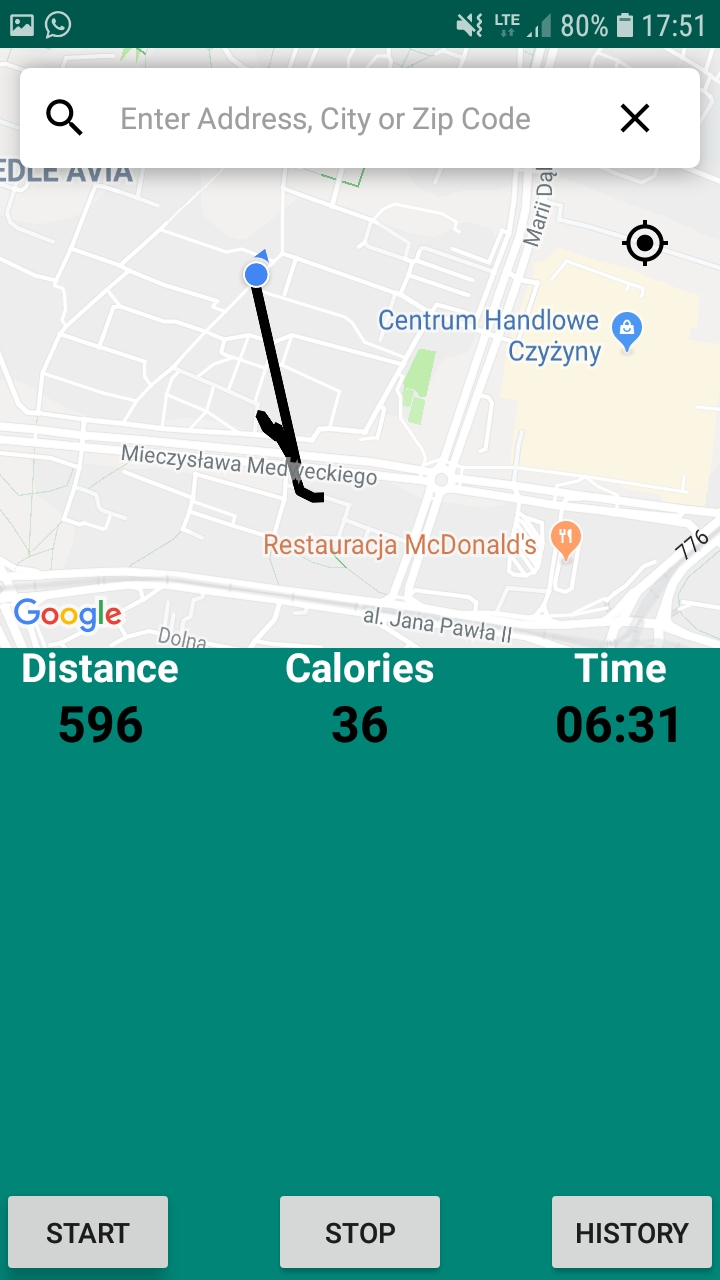 LTE 80% 17:51
Enter Address, City or Zip Code
EDLE AVIA
Marii Dąl
Centrum Handlowe
Czyżyny
Mieczysława Medweckiego
Restauracja McDonald's
776
Google
al. Jana Pawła II
Dolna
Distance Calories Time
596 36 06:31
START STOP HISTORY